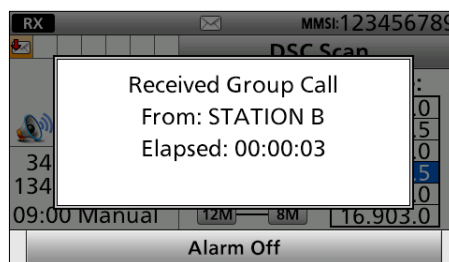 RX MMSI:123456789
DSC Scan
Received Group Call
From: STATION B
Elapsed: 00:00:03
34
134
09:00 Manual 12M 8M 16.903.0
Alarm Off